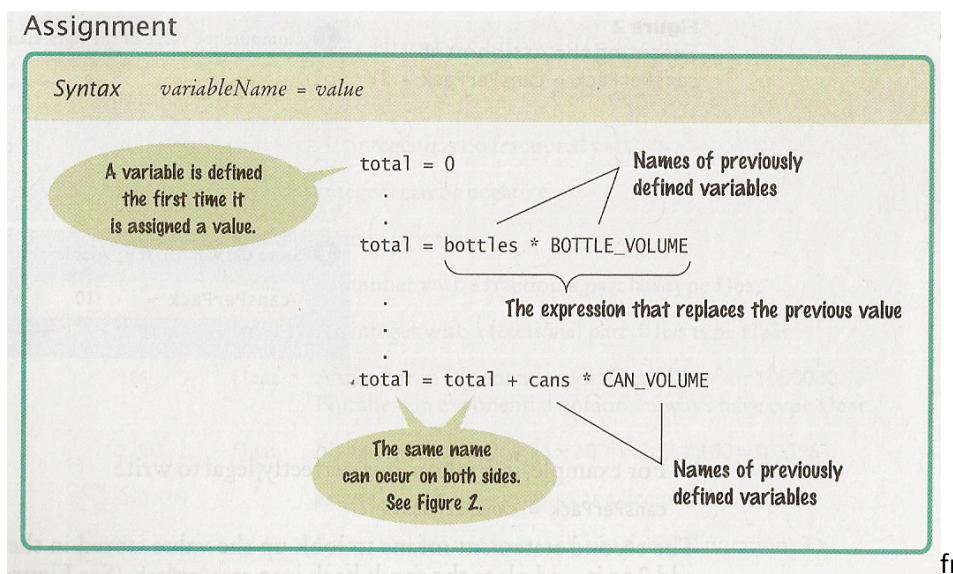 Assignment
Syntax variableName = value
A variable is defined
the first time it
is assigned a value.
total = 0
Names of previously
defined variables
total = bottles * BOTTLE_VOLUME
The expression that replaces the previous value
total = total + cans * CAN_VOLUME
The same name
can occur on both sides.
See Figure 2.
Names of previously
defined variables